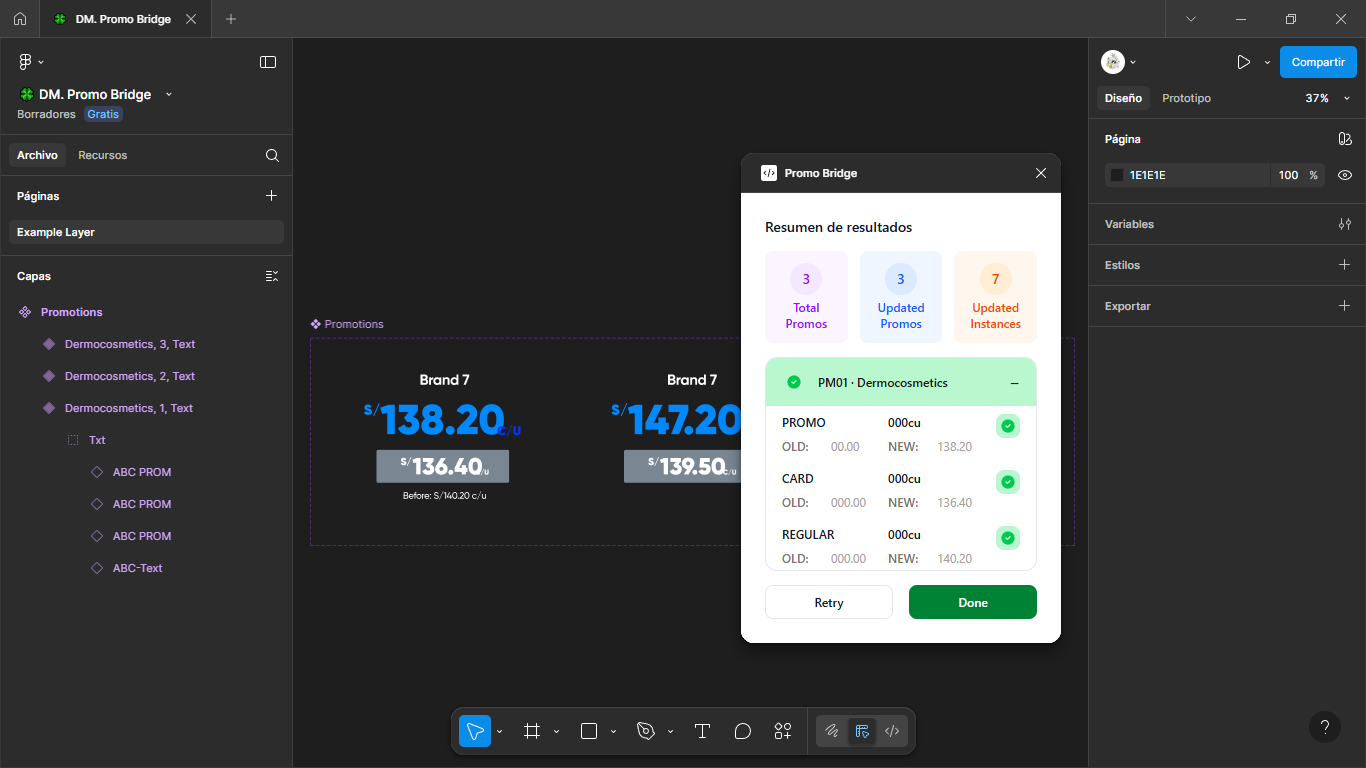 DM. Promo Bridge
DM. Promo Bridge
Borradores Gratis
Archivo Recursos
Páginas
Example Layer
Capas
Promotions
Dermocosmetics, 3, Text
Dermocosmetics, 2, Text
Dermocosmetics, 1, Text
Txt
ABC PROM
ABC PROM
ABC PROM
ABC-Text
Promotions
Brand 7
S/138.20 C/U
S/136.40 c/u
Before: S/140.20 c/u
Brand 7
S/147.20
S/139.50 c/u
Promo Bridge
Resumen de resultados
3
Total
Promos
3
Updated
Promos
7
Updated
Instances
PM01 · Dermocosmetics
PROMO 000cu
OLD: 00.00 NEW: 138.20
CARD 000cu
OLD: 000.00 NEW: 136.40
REGULAR 000cu
OLD: 000.00 NEW: 140.20
Retry Done
Compartir
Diseño Prototipo 37%
Página
1E1E1E 100 %
Variables
Estilos
Exportar
?